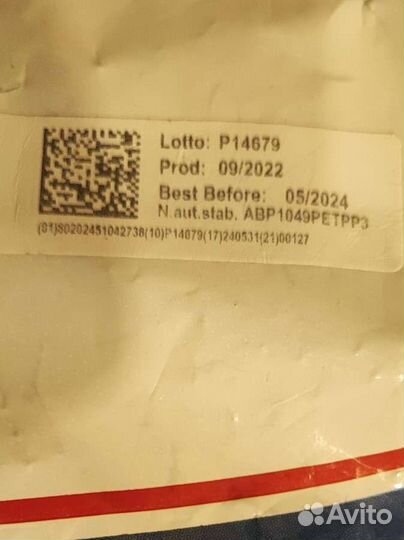 Lotto: P14679
Prod: 09/2022
Best Before: 05/2024
N.aut.stab. ABP1049PETPP3
(01)80202451042738(10)P14679(17)240531(21)00127
Avito